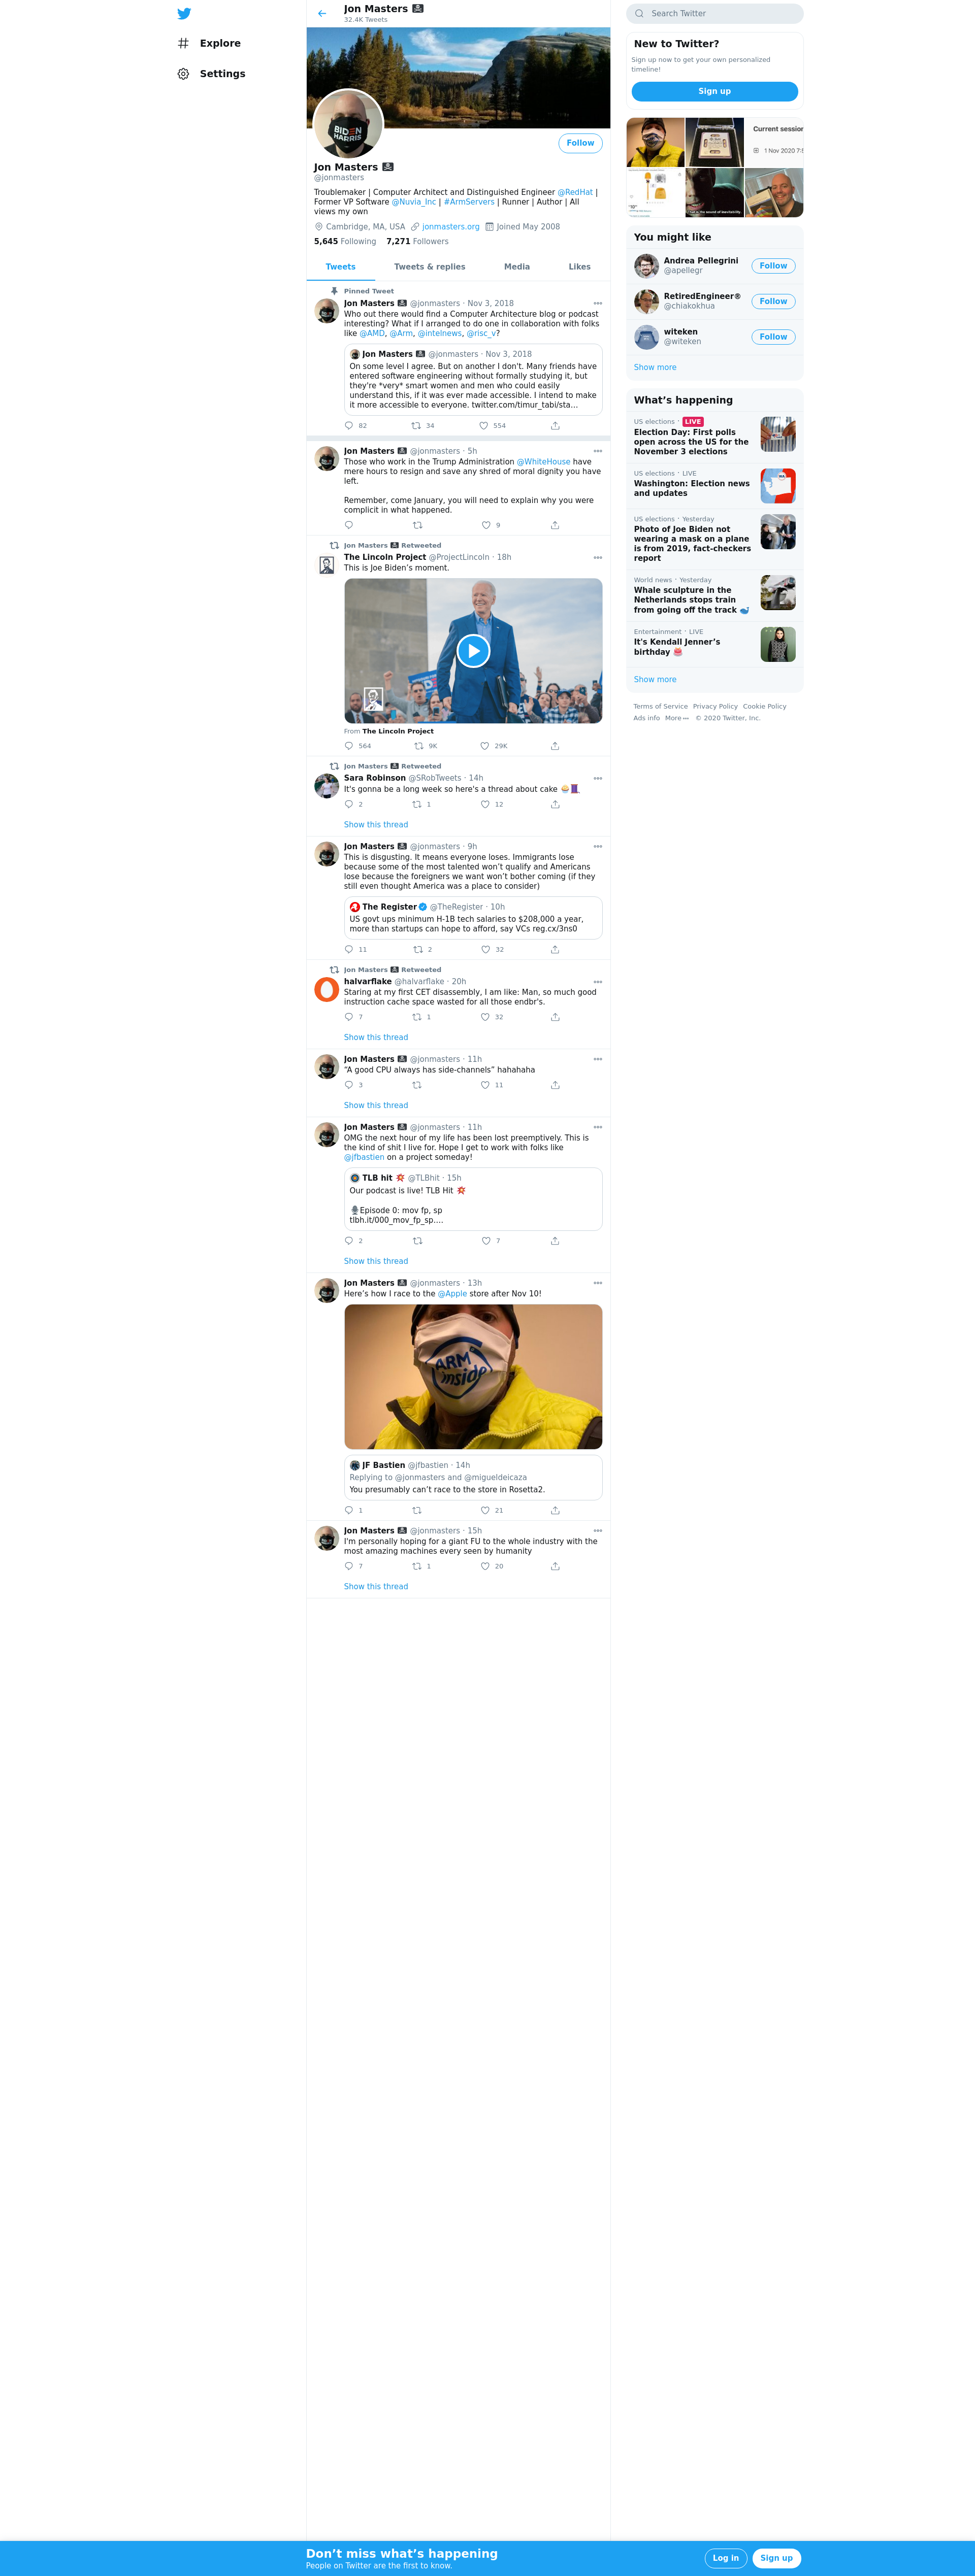 Explore
Settings
Jon Masters
32.4K Tweets
BIDEN
HARRIS
Follow
Jon Masters
@jonmasters
Troublemaker | Computer Architect and Distinguished Engineer @RedHat |
Former VP Software @Nuvia_Inc | #ArmServers | Runner | Author | All
views my own
Cambridge, MA, USA jonmasters.org Joined May 2008
5,645 Following 7,271 Followers
Tweets Tweets & replies Media Likes
Pinned Tweet
Jon Masters @jonmasters · Nov 3, 2018
Who out there would find a Computer Architecture blog or podcast
interesting? What if I arranged to do one in collaboration with folks
like @AMD, @Arm, @intelnews, @risc_v?
Jon Masters @jonmasters · Nov 3, 2018
On some level I agree. But on another I don't. Many friends have
entered software engineering without formally studying it, but
they're *very* smart women and men who could easily
understand this, if it was ever made accessible. I intend to make
it more accessible to everyone. twitter.com/timur_tabi/sta…
82 34 554
Jon Masters @jonmasters · 5h
Those who work in the Trump Administration @WhiteHouse have
mere hours to resign and save any shred of moral dignity you have
left.
Remember, come January, you will need to explain why you were
complicit in what happened.
9
Jon Masters Retweeted
The Lincoln Project @ProjectLincoln · 18h
This is Joe Biden’s moment.
From The Lincoln Project
564 9K 29K
Jon Masters Retweeted
Sara Robinson @SRobTweets · 14h
It's gonna be a long week so here's a thread about cake 🧁🧵
2 1 12
Show this thread
Jon Masters @jonmasters · 9h
This is disgusting. It means everyone loses. Immigrants lose
because some of the most talented won’t qualify and Americans
lose because the foreigners we want won’t bother coming (if they
still even thought America was a place to consider)
The Register @TheRegister · 10h
US govt ups minimum H-1B tech salaries to $208,000 a year,
more than startups can hope to afford, say VCs reg.cx/3ns0
11 2 32
Jon Masters Retweeted
halvarflake @halvarflake · 20h
Staring at my first CET disassembly, I am like: Man, so much good
instruction cache space wasted for all those endbr's.
7 1 32
Show this thread
Jon Masters @jonmasters · 11h
“A good CPU always has side-channels” hahahaha
3 11
Show this thread
Jon Masters @jonmasters · 11h
OMG the next hour of my life has been lost preemptively. This is
the kind of shit I live for. Hope I get to work with folks like
@jfbastien on a project someday!
TLB hit 💥 @TLBhit · 15h
Our podcast is live! TLB Hit 💥
🎙Episode 0: mov fp, sp
tlbh.it/000_mov_fp_sp.…
2 7
Show this thread
Jon Masters @jonmasters · 13h
Here’s how I race to the @Apple store after Nov 10!
ARM
inside
JF Bastien @jfbastien · 14h
Replying to @jonmasters and @migueldeicaza
You presumably can’t race to the store in Rosetta2.
1 21
Jon Masters @jonmasters · 15h
I'm personally hoping for a giant FU to the whole industry with the
most amazing machines every seen by humanity
7 1 20
Show this thread
Search Twitter
New to Twitter?
Sign up now to get your own personalized
timeline!
Sign up
Current session
1 Nov 2020 7:5
You might like
Andrea Pellegrini
@apellegr
Follow
RetiredEngineer®
@chiakokhua
Follow
witeken
@witeken
Follow
Show more
What’s happening
US elections · LIVE
Election Day: First polls
open across the US for the
November 3 elections
US elections · LIVE
Washington: Election news
and updates
US elections · Yesterday
Photo of Joe Biden not
wearing a mask on a plane
is from 2019, fact-checkers
report
World news · Yesterday
Whale sculpture in the
Netherlands stops train
from going off the track 🐋
Entertainment · LIVE
It's Kendall Jenner’s
birthday 🎂
Show more
Terms of Service Privacy Policy Cookie Policy
Ads info More ••• © 2020 Twitter, Inc.
Don’t miss what’s happening
People on Twitter are the first to know.
Log in Sign up